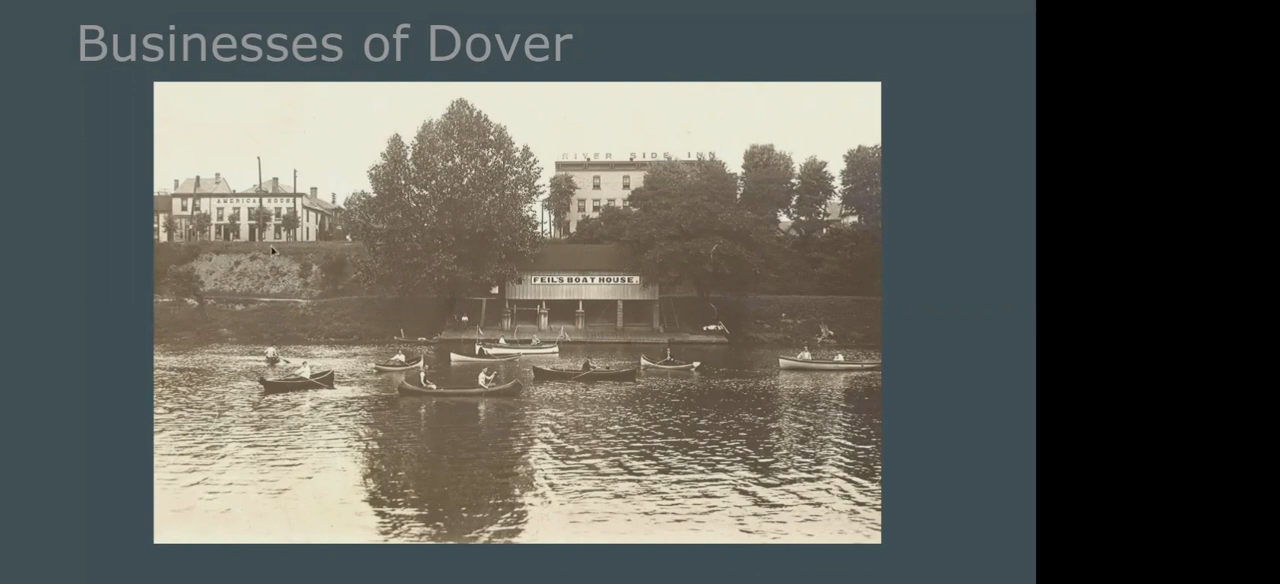 Businesses of Dover
RIVER SIDE INN
AMERICAN HOUSE
FEIL'S BOAT HOUSE.